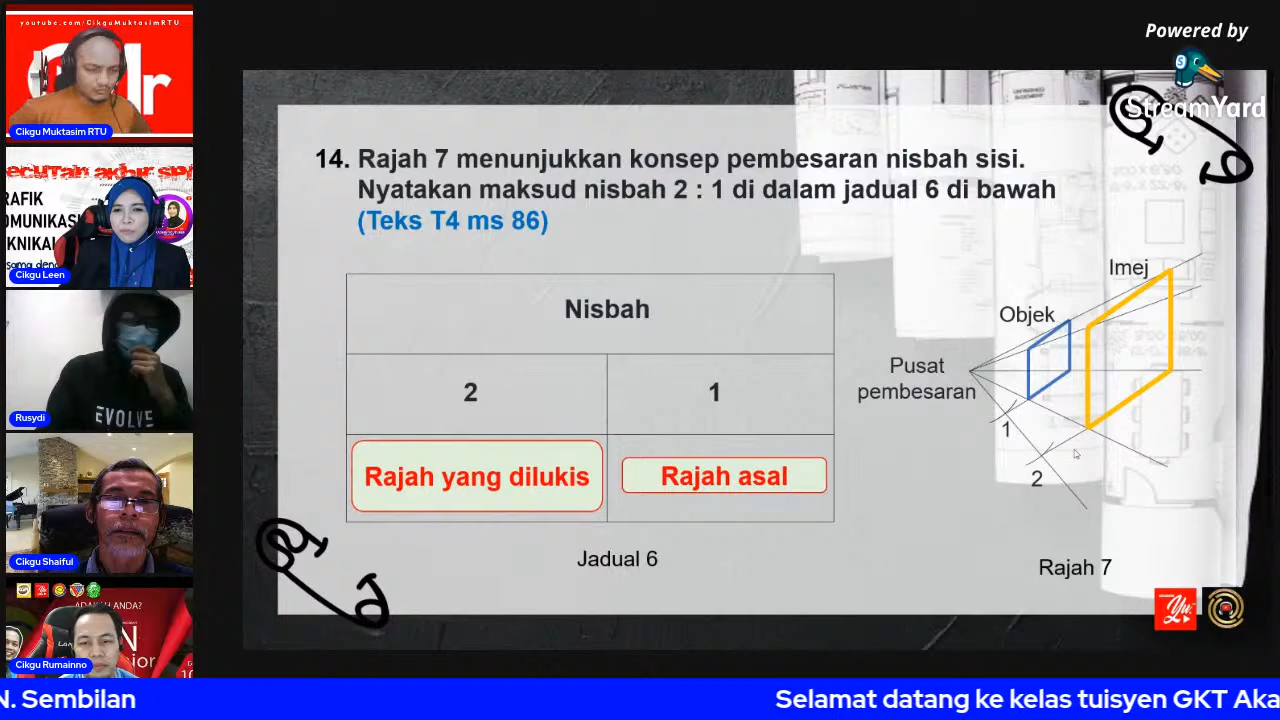 youtube.com/CikguMuktasimRTU
Cikgu Muktasim RTU
Cikgu Leen
EVOLVE
Rusydi
Cikgu Shaiful
ANDA?
Cikgu Rumainno
Powered by
StreamYard
14. Rajah 7 menunjukkan konsep pembesaran nisbah sisi.
Nyatakan maksud nisbah 2 : 1 di dalam jadual 6 di bawah
(Teks T4 ms 86)
Nisbah
2
1
Rajah yang dilukis
Rajah asal
Jadual 6
Imej
Objek
Pusat
pembesaran
1
2
Rajah 7
N. Sembilan
Selamat datang ke kelas tuisyen GKT Aka